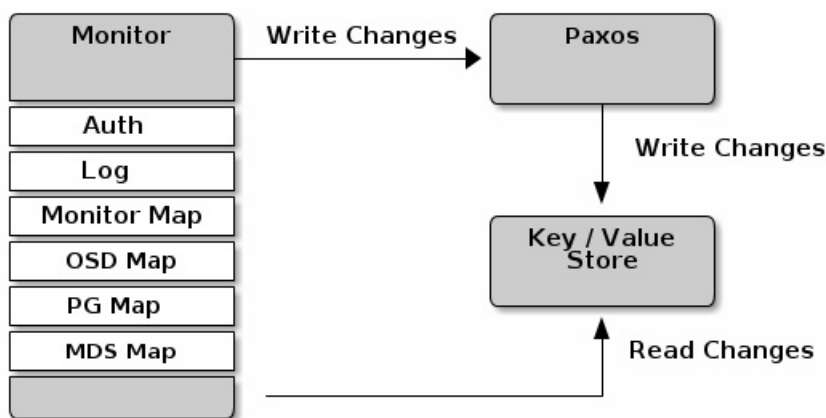 Monitor
Write Changes
Paxos
Auth
Log
Monitor Map
OSD Map
PG Map
MDS Map
Write Changes
Key / Value
Store
Read Changes